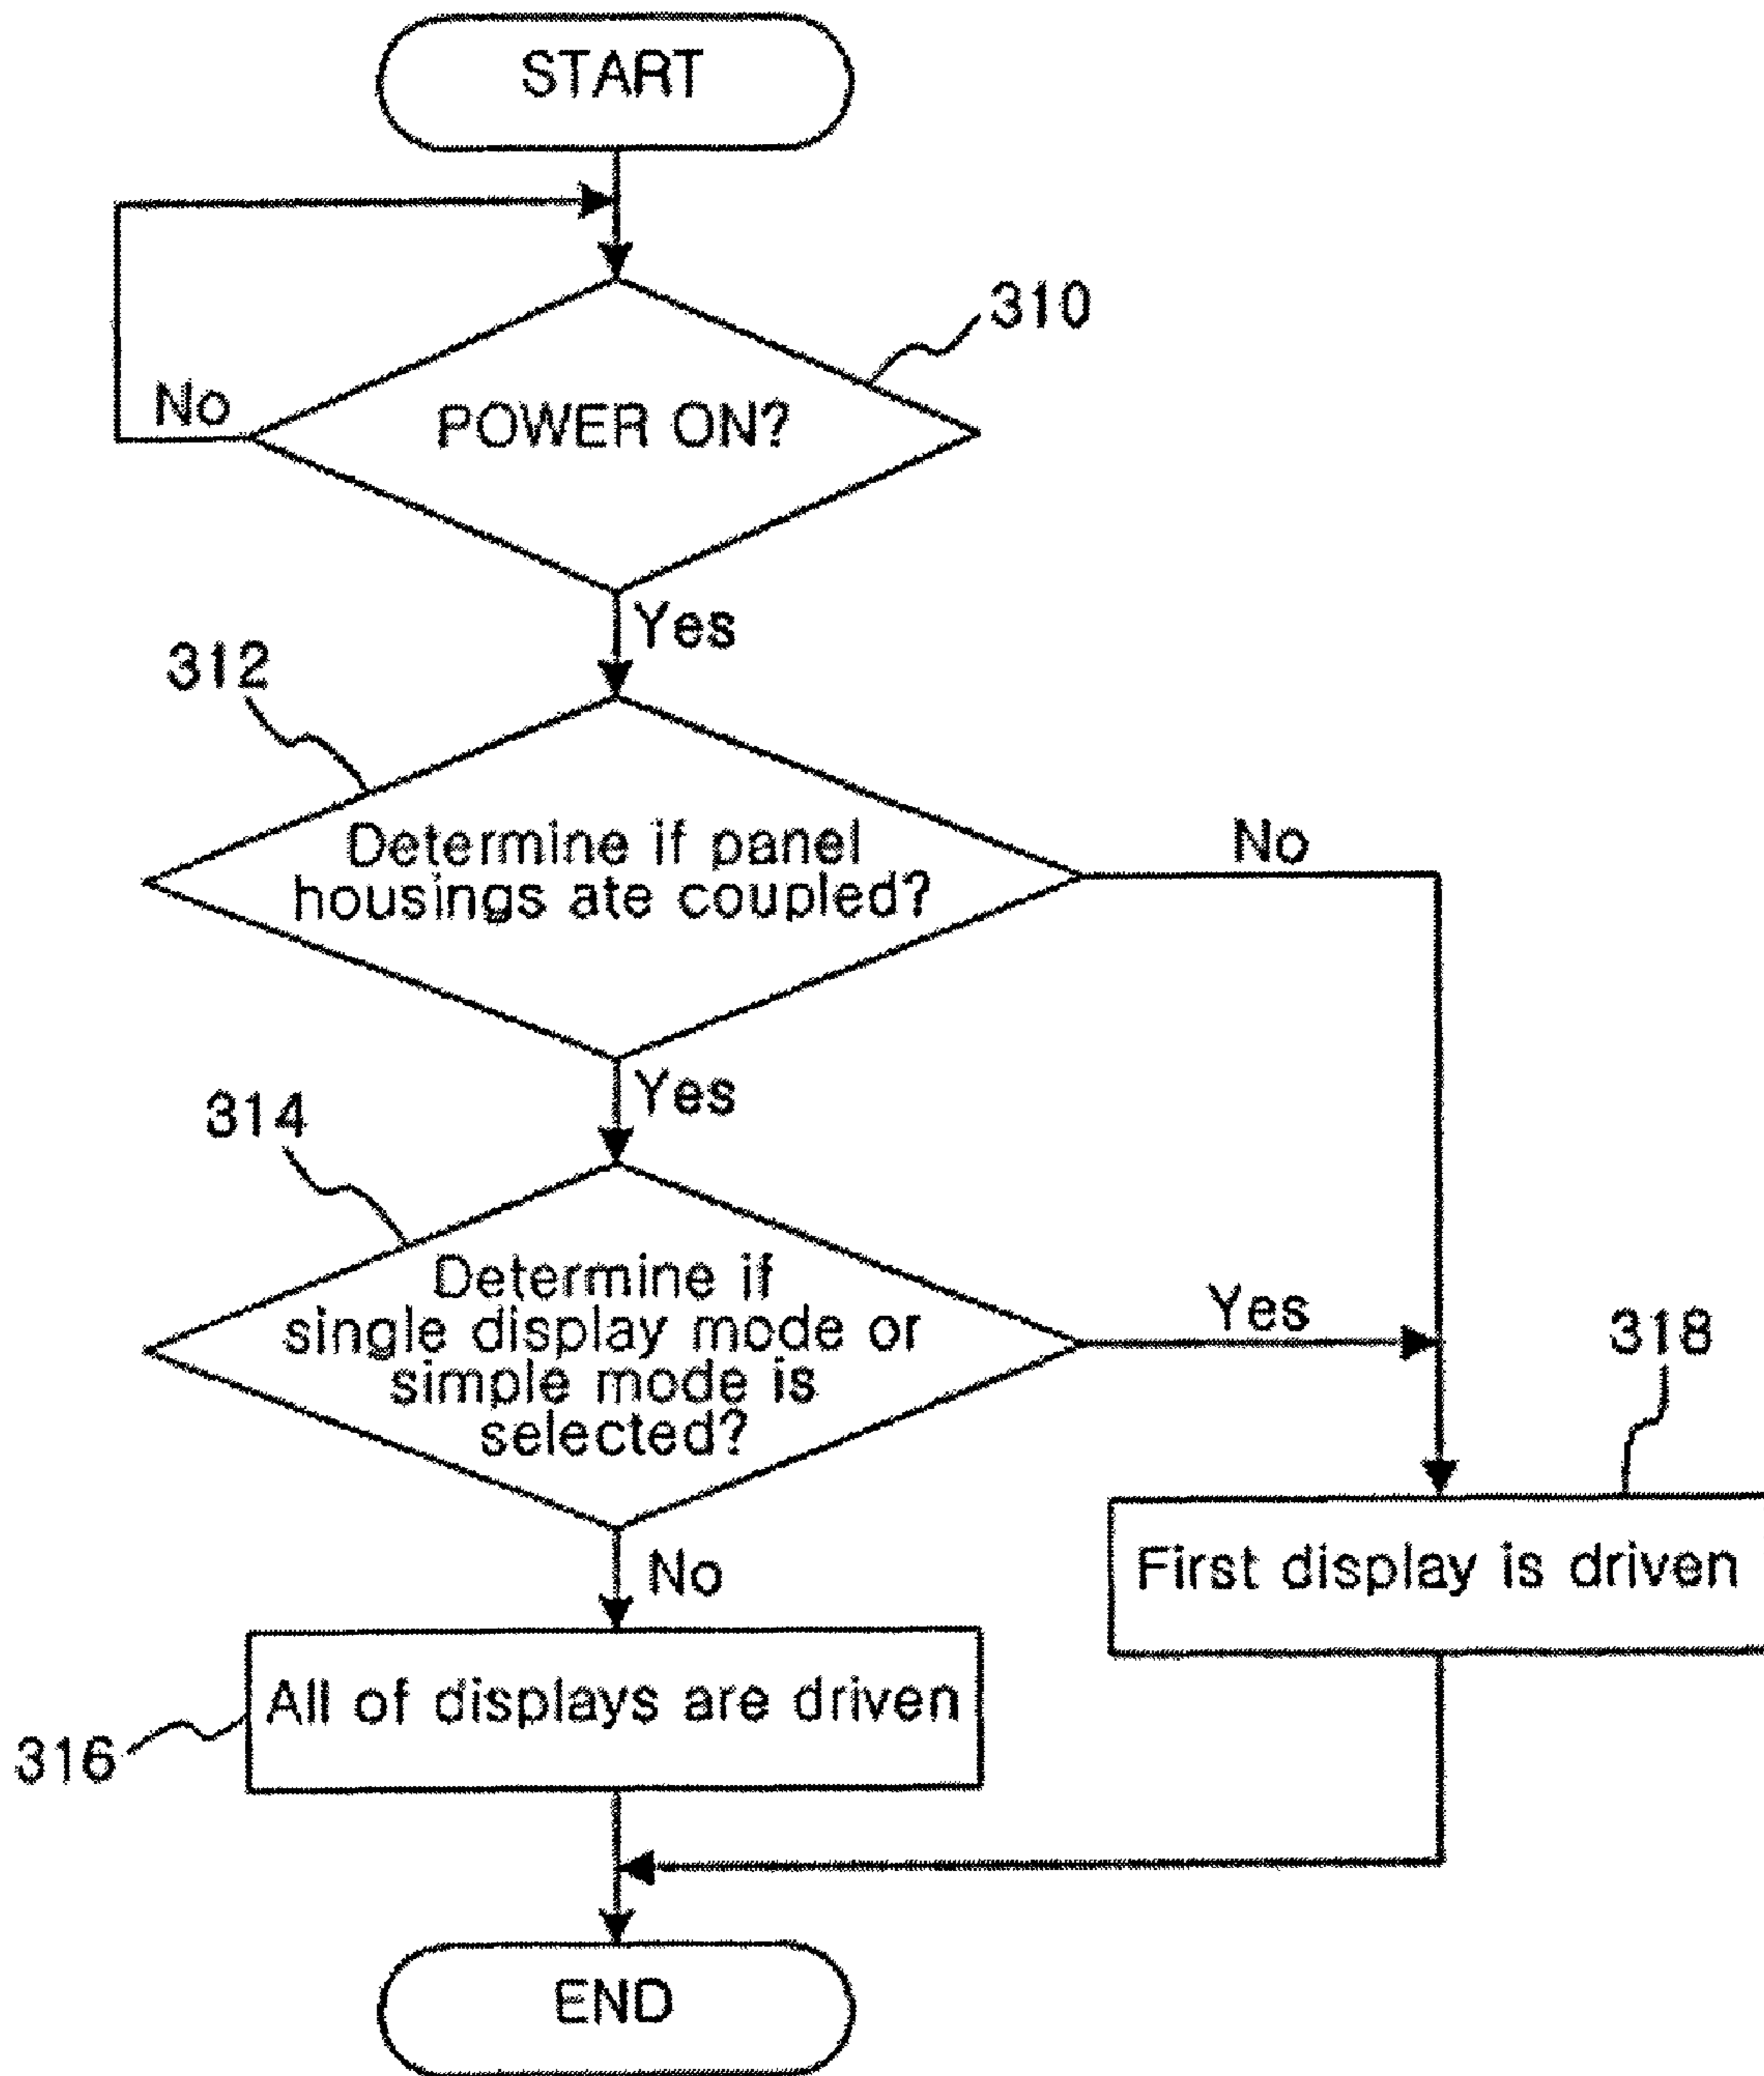 START
310
No
POWER ON?
Yes
312
Determine if panel
housings ate coupled?
No
Yes
314
Determine if
single display mode or
simple mode is
selected?
Yes
318
No
First display is driven
All of displays are driven
316
END